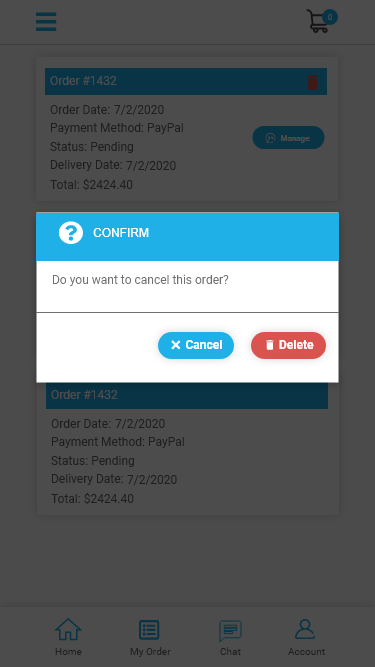 0
Order #1432
Order Date: 7/2/2020
Payment Method: PayPal
Status: Pending
Manage
Delivery Date: 7/2/2020
Total: $2424.40
CONFIRM
Do you want to cancel this order?
Cancel Delete
Order #1432
Order Date: 7/2/2020
Payment Method: PayPal
Status: Pending
Delivery Date: 7/2/2020
Total: $2424.40
Home My Order Chat Account